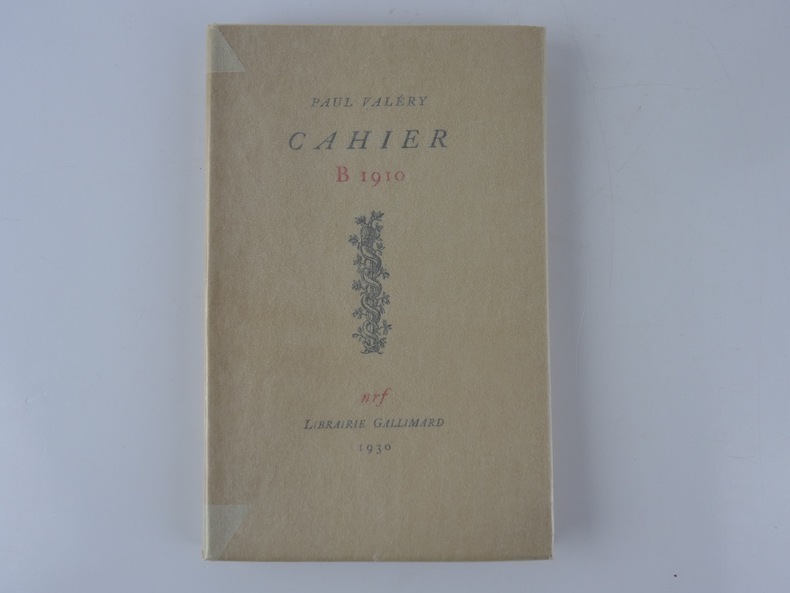 PAUL VALÉRY
CAHIER
B 1910
nrf
LIBRAIRIE GALLIMARD
1930